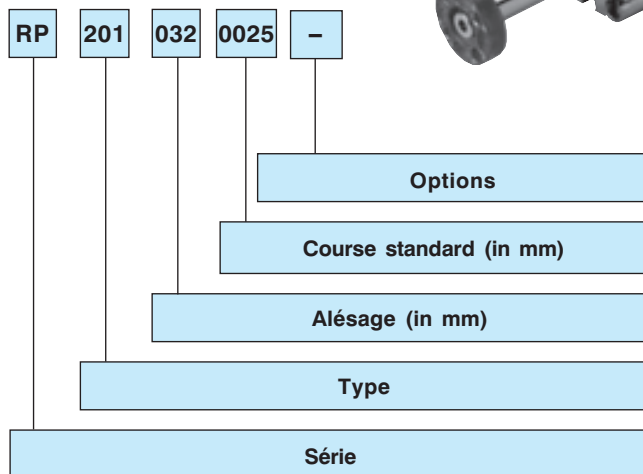 RP 201 032 0025 –
Options
Course standard (in mm)
Alésage (in mm)
Type
Série